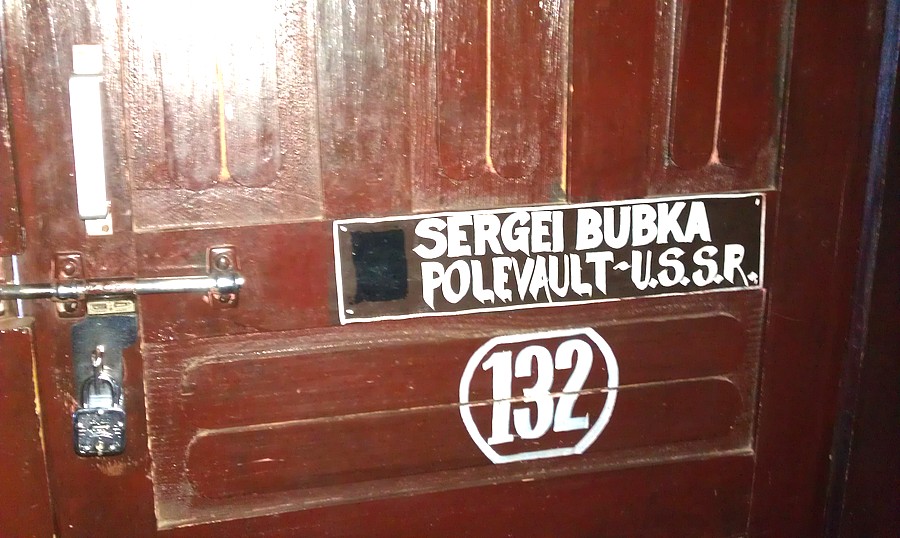 SERGEI BUBKA
POLEVAULT-U.S.S.R.
132